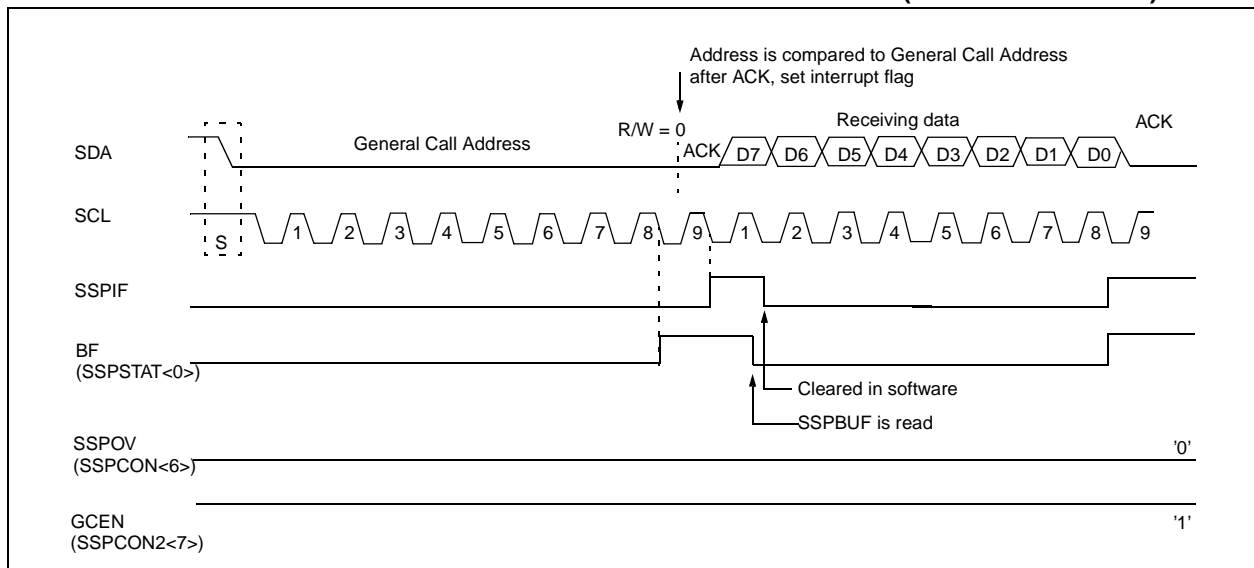 Address is compared to General Call Address
after ACK, set interrupt flag
R/W = 0
Receiving data
ACK
General Call Address
SDA
ACK
D7
D6
D5
D4
D3
D2
D1
D0
SCL
S
1
2
3
4
5
6
7
8
9
1
2
3
4
5
6
7
8
9
SSPIF
BF
(SSPSTAT<0>)
Cleared in software
SSPBUF is read
SSPOV
(SSPCON<6>)
'0'
GCEN
(SSPCON2<7>)
'1'